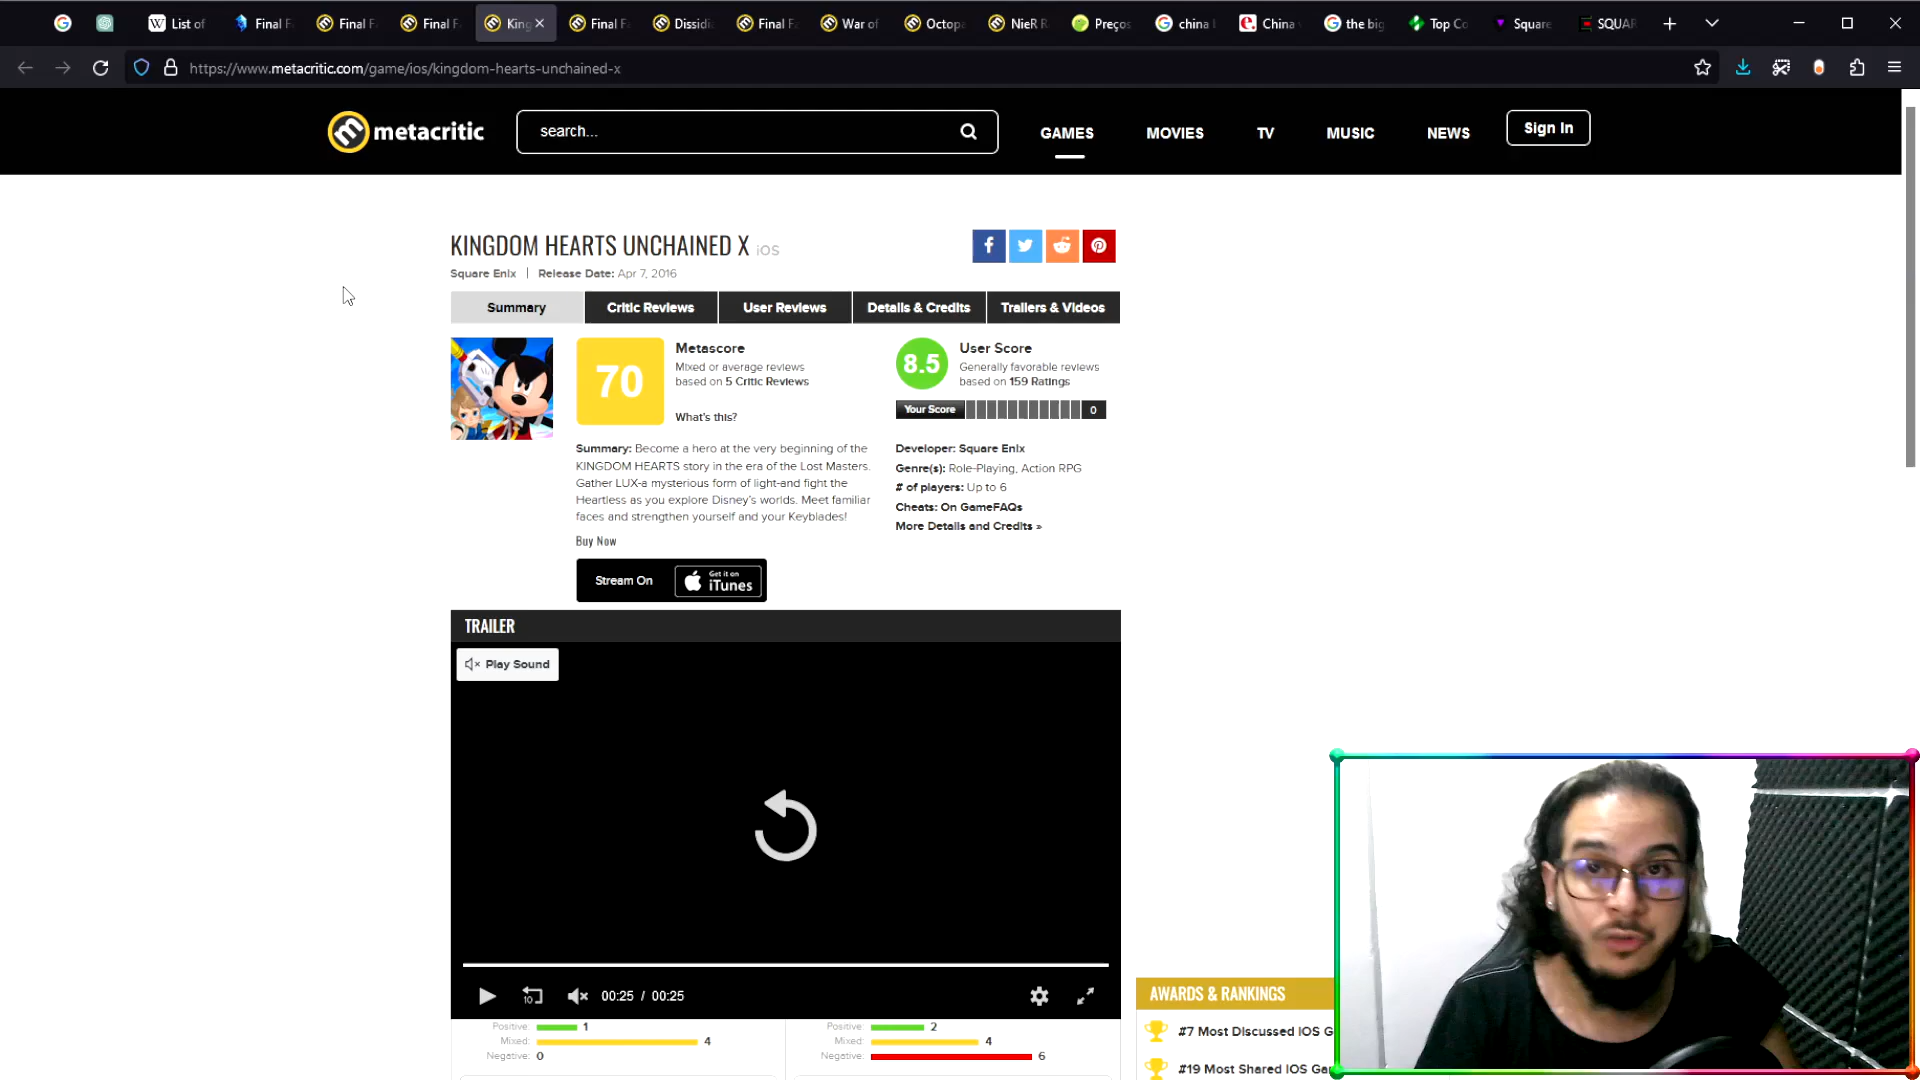 List of
Final F
Final F
Final F
King
Final F
Dissidi
Final F
War of
Octopa
NieR R
Preços
china
China
the big
Top Co
Square
SQUAR
https://www.metacritic.com/game/ios/kingdom-hearts-unchained-x
metacritic
search...
GAMES
MOVIES
TV
MUSIC
NEWS
Sign In
KINGDOM HEARTS UNCHAINED X iOS
Square Enix | Release Date: Apr 7, 2016
Summary
Critic Reviews
User Reviews
Details & Credits
Trailers & Videos
70
Metascore
Mixed or average reviews
based on 5 Critic Reviews
What's this?
8.5
User Score
Generally favorable reviews
based on 159 Ratings
Your Score
0
Summary: Become a hero at the very beginning of the
KINGDOM HEARTS story in the era of the Lost Masters.
Gather LUX-a mysterious form of light-and fight the
Heartless as you explore Disney's worlds. Meet familiar
faces and strengthen yourself and your Keyblades!
Developer: Square Enix
Genre(s): Role-Playing, Action RPG
# of players: Up to 6
Cheats: On GameFAQs
More Details and Credits »
Buy Now
Stream On
Get it on
iTunes
TRAILER
Play Sound
10
00:25 / 00:25
Positive: 1
Mixed: 4
Negative: 0
Positive: 2
Mixed: 4
Negative: 6
AWARDS & RANKINGS
#7 Most Discussed iOS G
#19 Most Shared iOS Gar